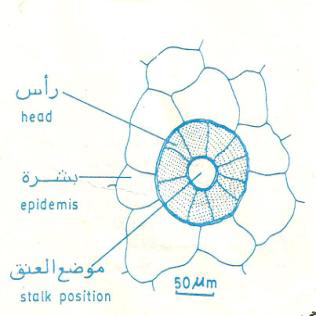 رأس
head
بشرة
epidemis
موضع العنق
stalk position
50μm